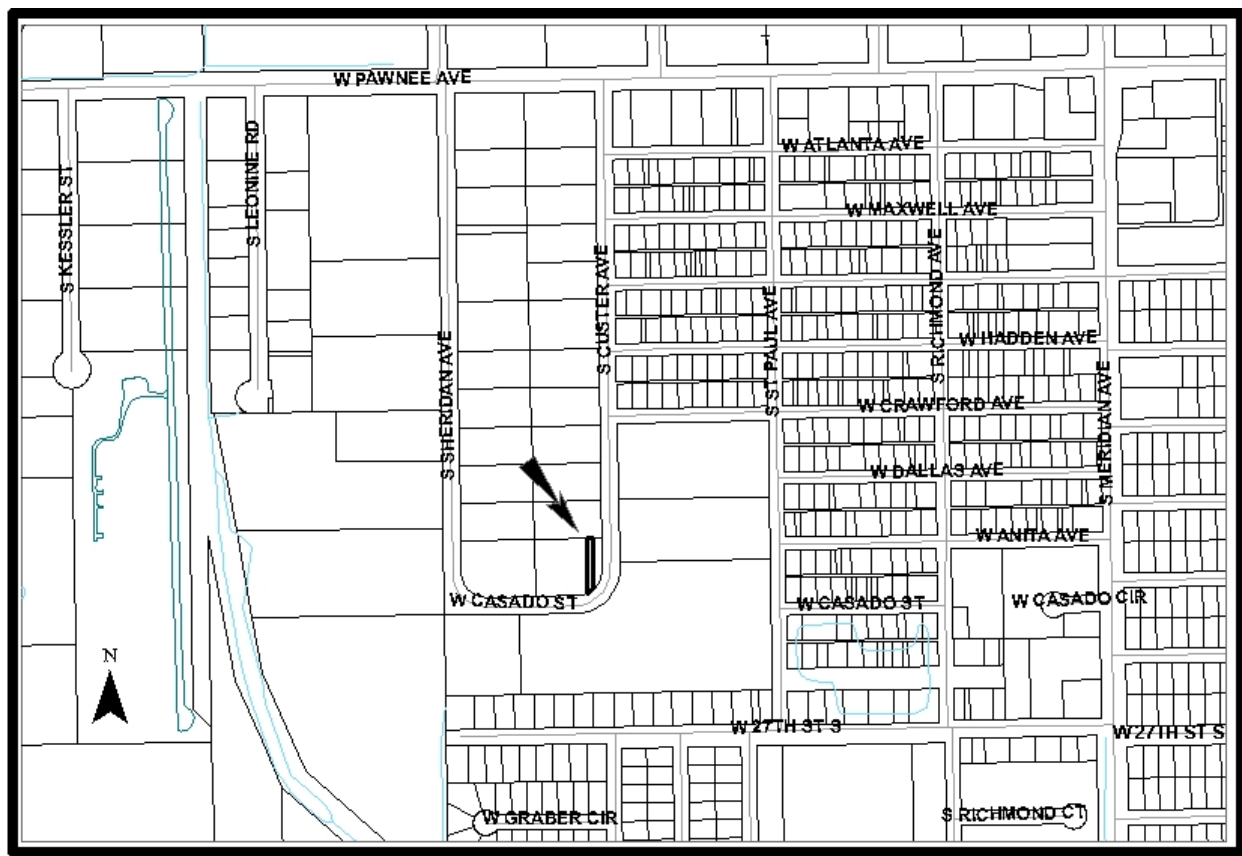 W PAWNEE AVE
W ATLANTA AVE
W MAXWELL AVE
S KESSLER ST
S LEONINE RD
S CUSTER AVE
S ST PAUL AVE
S RICHMOND AVE
W HADDEN AVE
S SHERIDAN AVE
S MERIDIAN AVE
W CRAWFORD AVE
W DALLAS AVE
W ANITA AVE
W CASADO ST
W CASADO ST
W CASADO CIR
N
W 27TH ST S
W 27TH ST S
W GRABER CIR
S RICHMOND CT